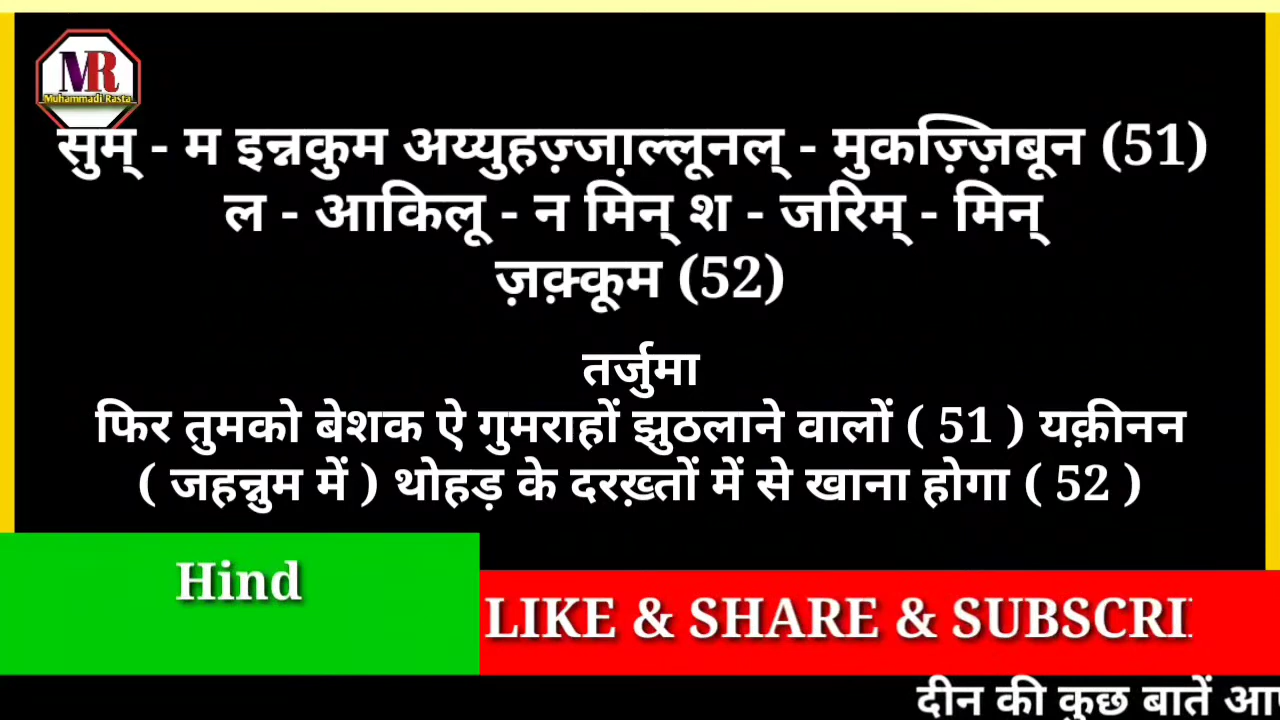 MR
Muhammadi Rasta
सुम् - म इन्नकुम अय्युहज़्ज़ाल्लूनल् - मुकज़्ज़िबून (51)
ल - आकिलू - न मिन् श - जरिम् - मिन्
ज़क़्कूम (52)
तर्जुमा
फिर तुमको बेशक ऐ गुमराहों झुठलाने वालों ( 51 ) यक़ीनन
( जहन्नुम में ) थोहड़ के दरख़्तों में से खाना होगा ( 52 )
Hind
LIKE & SHARE & SUBSCRI
दीन की कुछ बातें